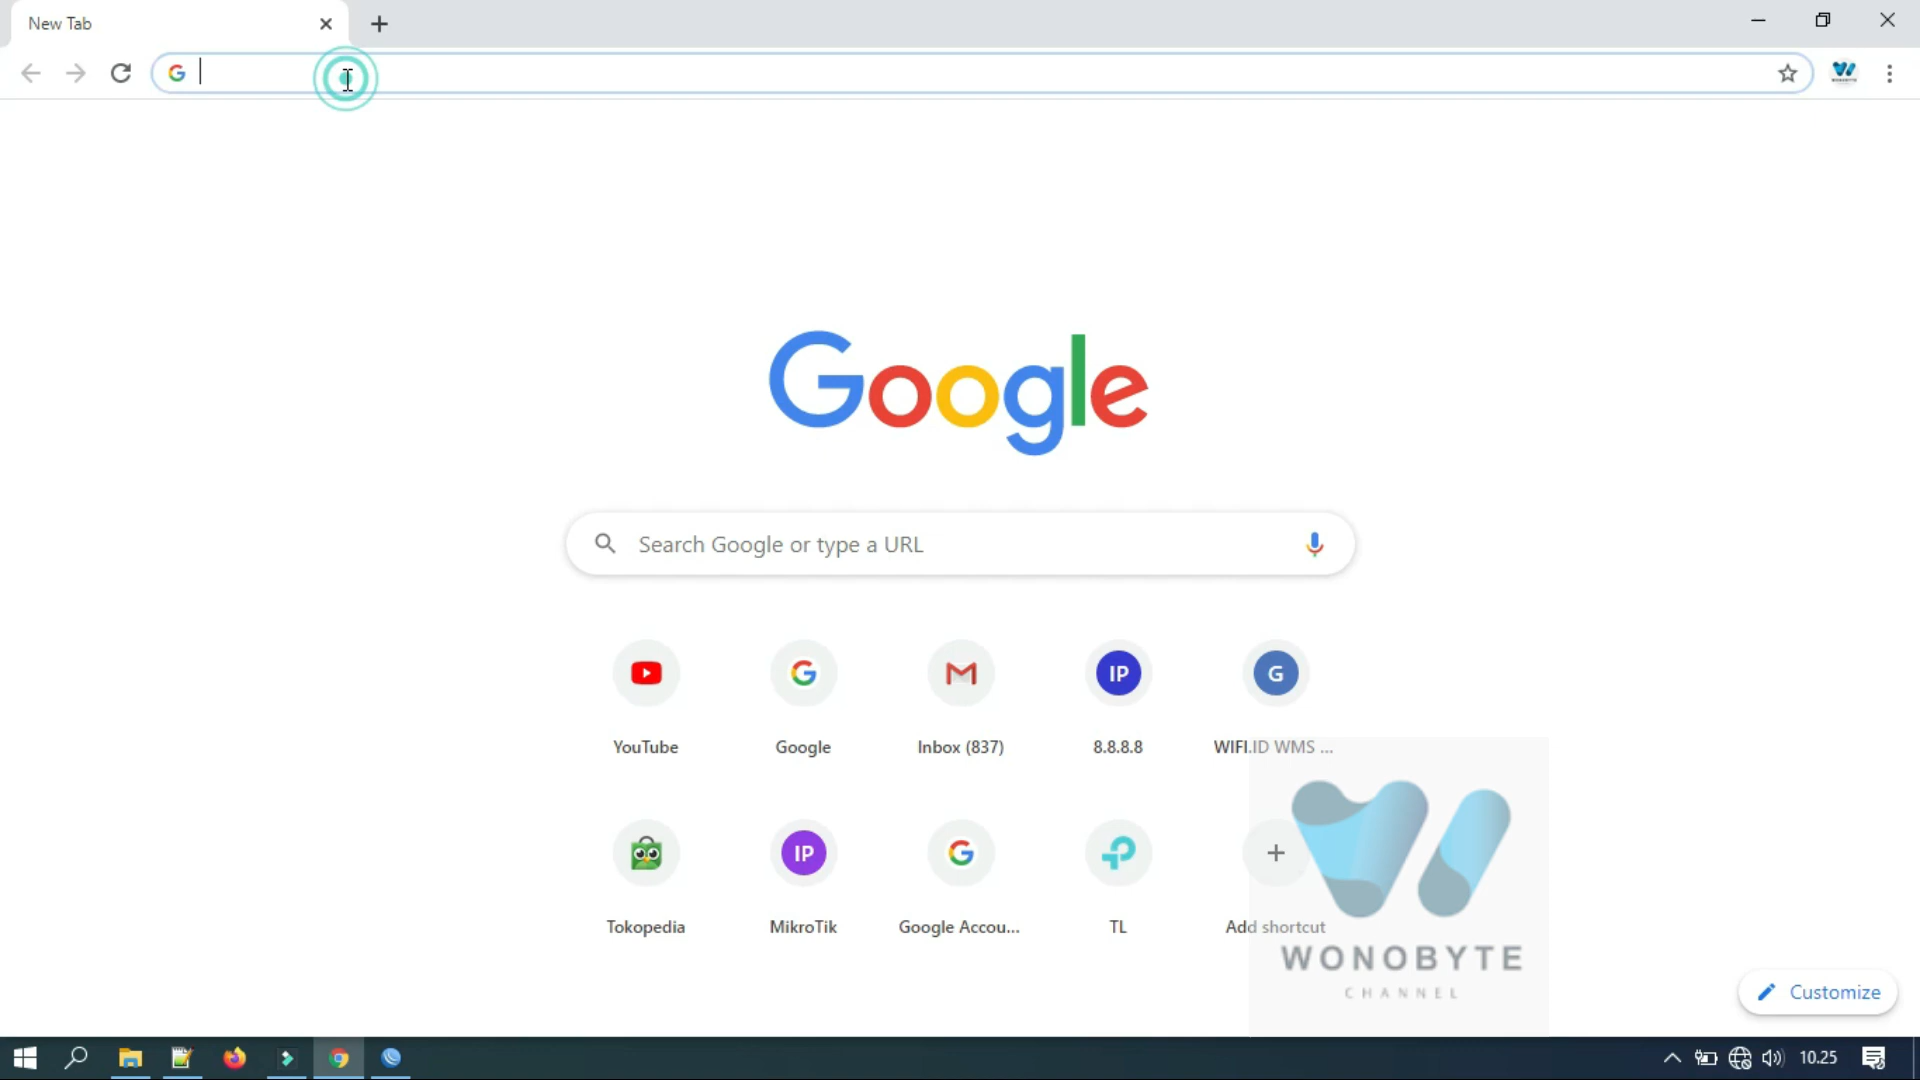 New Tab
G
Google
Search Google or type a URL
YouTube
G
Google
M
Inbox (837)
IP
8.8.8.8
G
WIFI.ID WMS ...
Tokopedia
IP
MikroTik
G
Google Accou...
TL
Add shortcut
WONOBYTE
CHANNEL
Customize
10.25